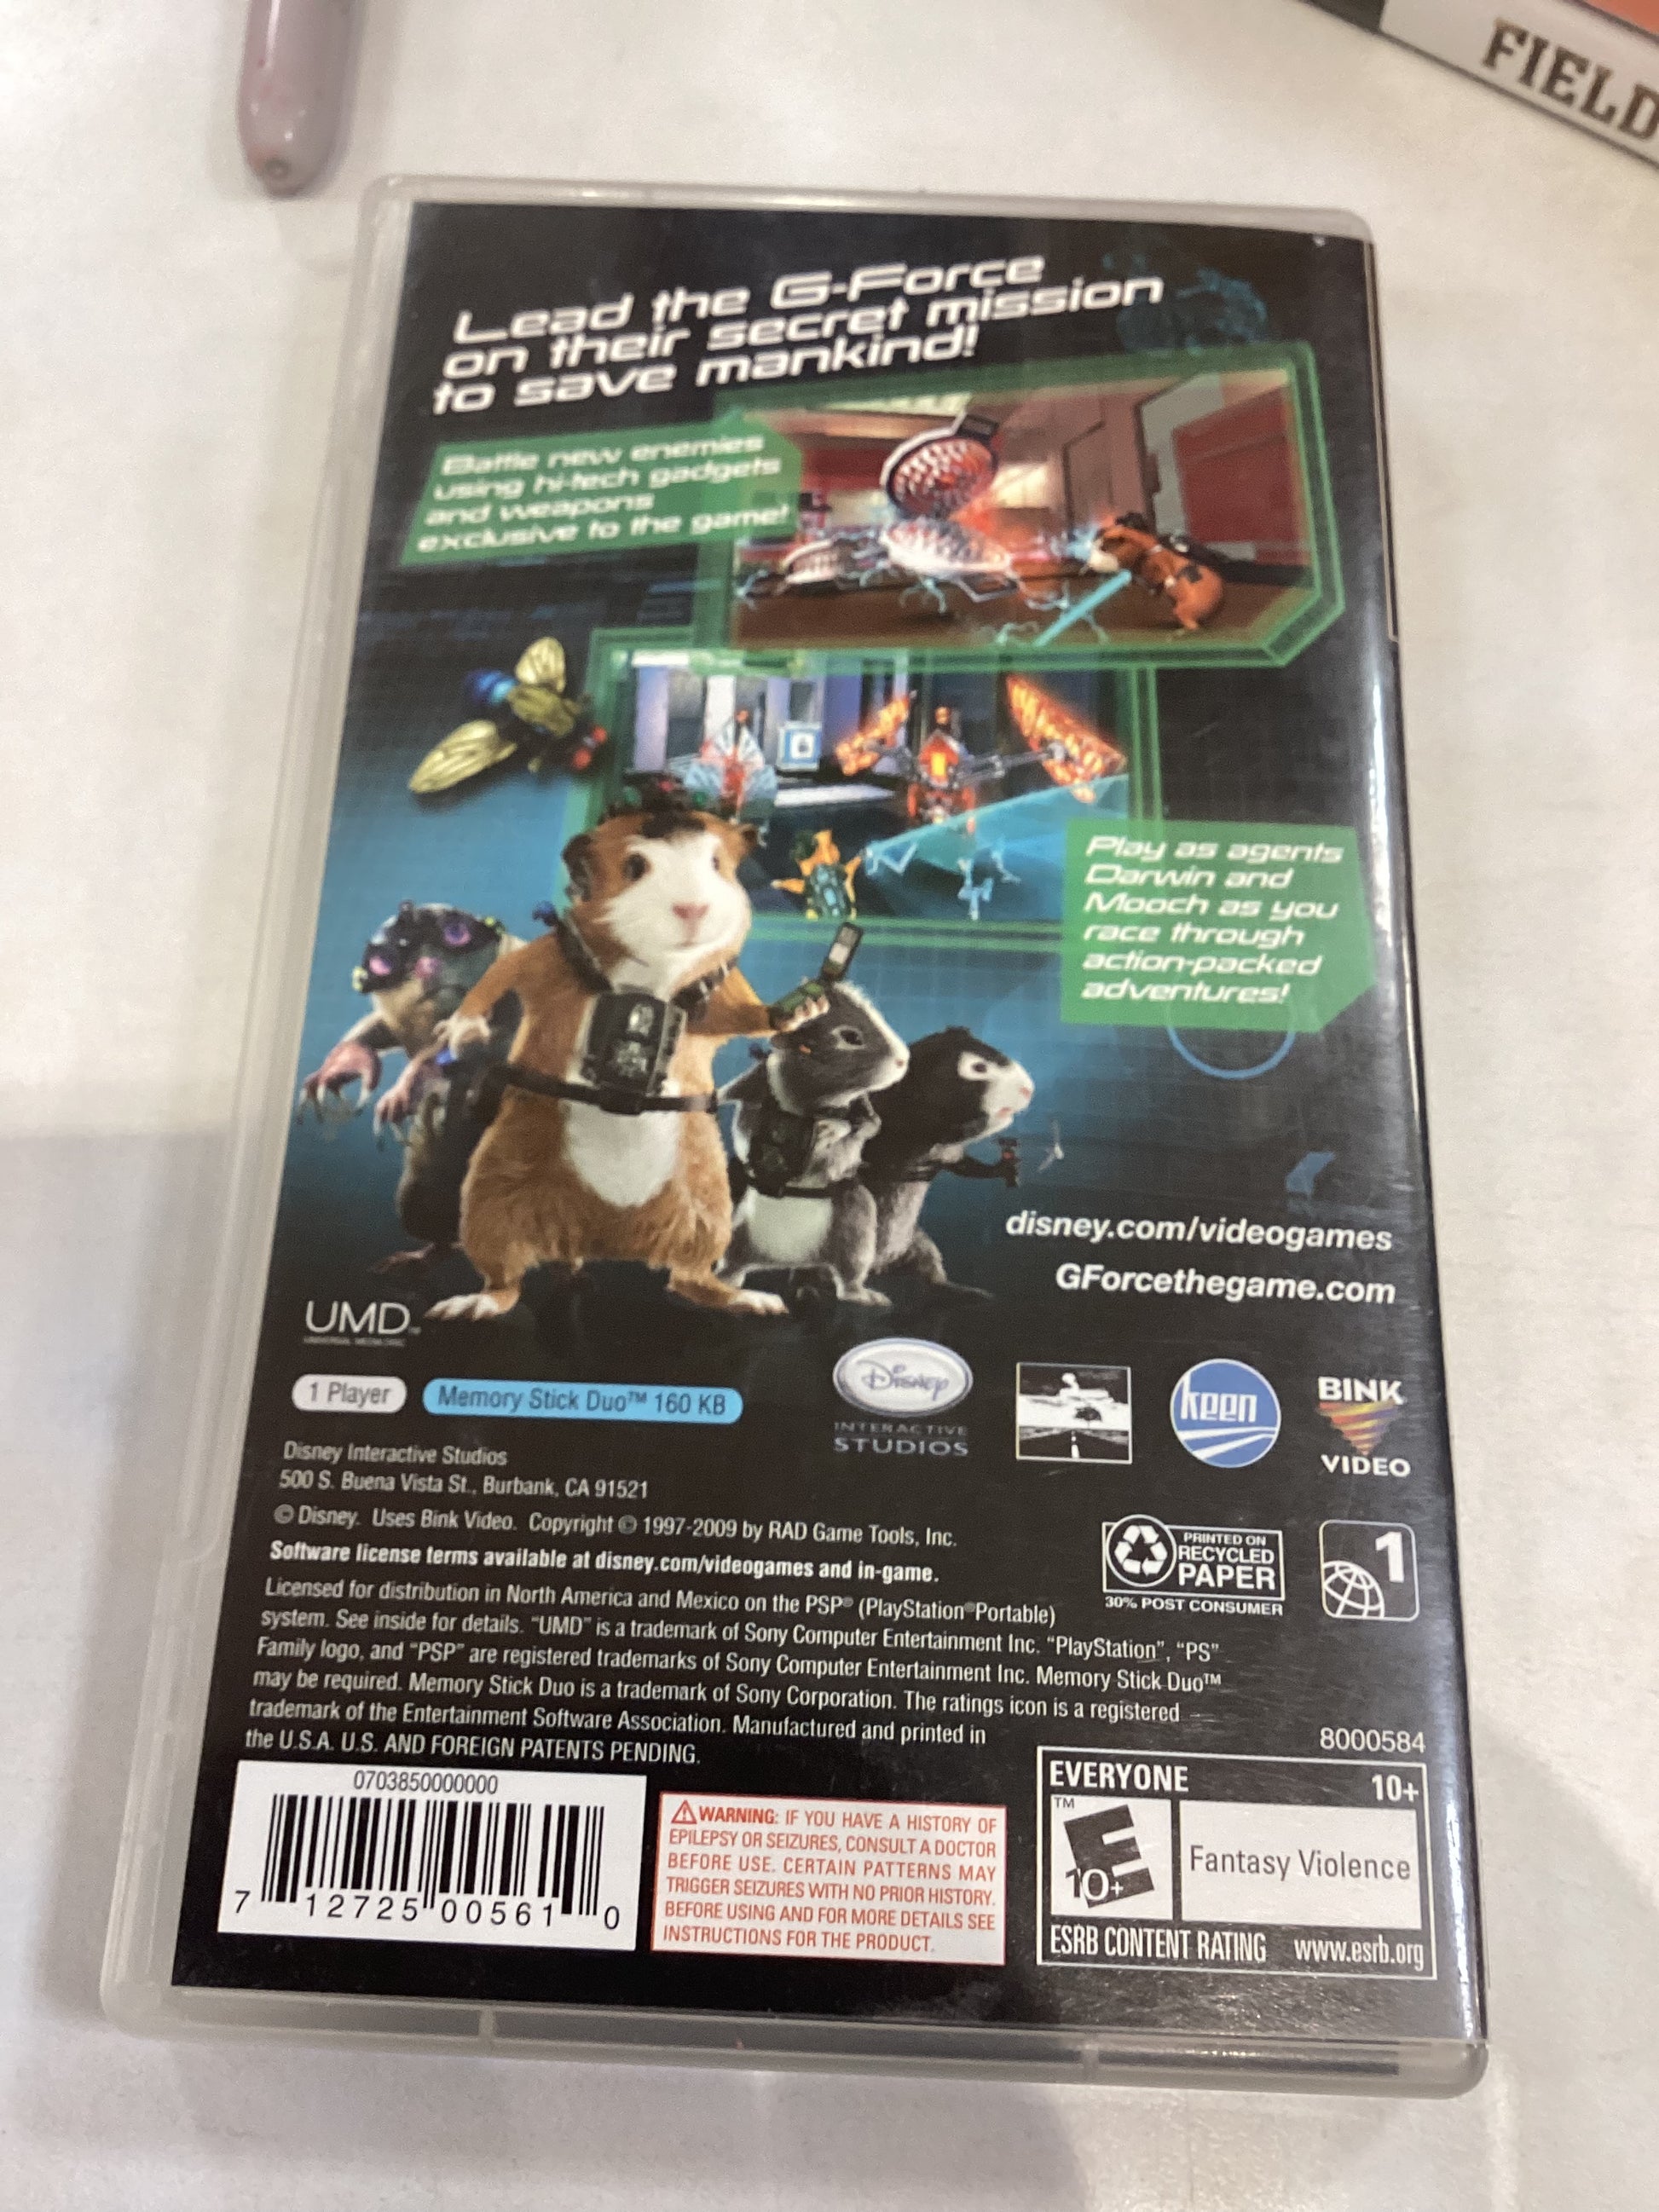 FIELD
Lead the G-Force
on their secret mission
to save mankind!
Battle new enemies
using hi-tech gadgets
and weapons
exclusive to the game!
Play as agents
Darwin and
Mooch as you
race through
action-packed
adventures!
disney.com/videogames
GForcethegame.com
UMD™
UNIVERSAL MEDIA DISC
1 Player
Memory Stick Duo™ 160 KB
Disney
INTERACTIVE
STUDIOS
keen
BINK
VIDEO
Disney Interactive Studios
500 S. Buena Vista St., Burbank, CA 91521
© Disney. Uses Bink Video. Copyright © 1997-2009 by RAD Game Tools, Inc.
Software license terms available at disney.com/videogames and in-game.
Licensed for distribution in North America and Mexico on the PSP® (PlayStation®Portable)
system. See inside for details. "UMD" is a trademark of Sony Computer Entertainment Inc. "PlayStation", "PS"
Family logo, and "PSP" are registered trademarks of Sony Computer Entertainment Inc. Memory Stick Duo™
may be required. Memory Stick Duo is a trademark of Sony Corporation. The ratings icon is a registered
trademark of the Entertainment Software Association. Manufactured and printed in
the U.S.A. U.S. AND FOREIGN PATENTS PENDING.
PRINTED ON
RECYCLED
PAPER
30% POST CONSUMER
1
8000584
0703850000000
7 12725 00561 0
WARNING: IF YOU HAVE A HISTORY OF
EPILEPSY OR SEIZURES, CONSULT A DOCTOR
BEFORE USE. CERTAIN PATTERNS MAY
TRIGGER SEIZURES WITH NO PRIOR HISTORY.
BEFORE USING AND FOR MORE DETAILS SEE
INSTRUCTIONS FOR THE PRODUCT.
EVERYONE 10+
™
E
10+
Fantasy Violence
ESRB CONTENT RATING www.esrb.org